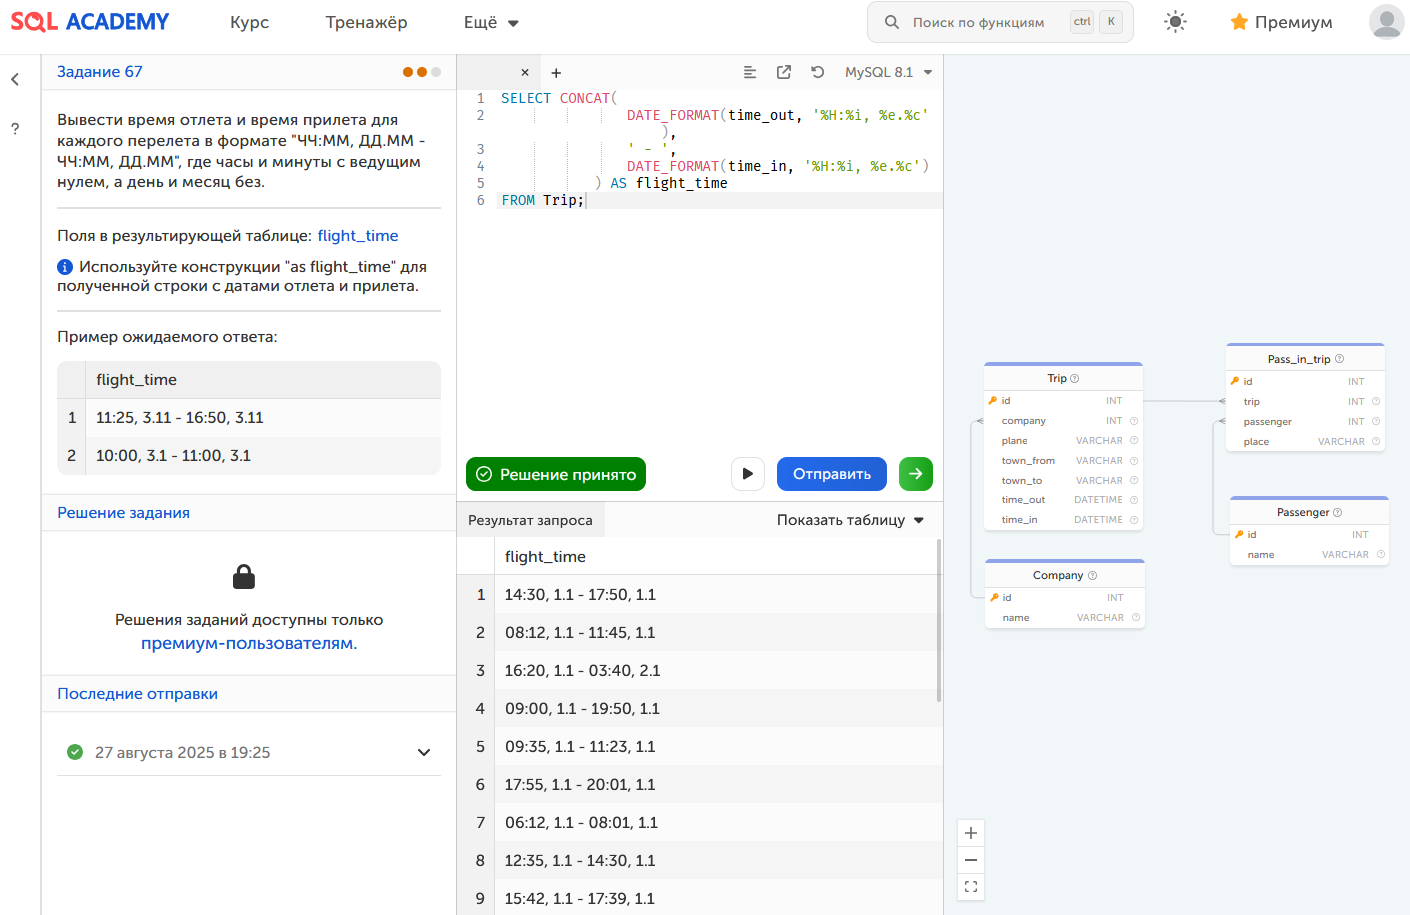 SQL ACADEMY
Курс
Тренажёр
Ещё
Поиск по функциям
ctrl
K
Премиум
Задание 67
Вывести время отлета и время прилета для
каждого перелета в формате "ЧЧ:ММ, ДД.ММ -
ЧЧ:ММ, ДД.ММ", где часы и минуты с ведущим
нулем, а день и месяц без.
Поля в результирующей таблице: flight_time
Используйте конструкции "as flight_time" для
полученной строки с датами отлета и прилета.
Пример ожидаемого ответа:
flight_time
1 11:25, 3.11 - 16:50, 3.11
2 10:00, 3.1 - 11:00, 3.1
Решение задания
Решения заданий доступны только
премиум-пользователям.
Последние отправки
27 августа 2025 в 19:25
MySQL 8.1
1 SELECT CONCAT(
2 DATE_FORMAT(time_out, '%H:%i, %e.%c'
),
3 ' - ',
4 DATE_FORMAT(time_in, '%H:%i, %e.%c')
5 ) AS flight_time
6 FROM Trip;
Решение принято
Отправить
Результат запроса
Показать таблицу
flight_time
1 14:30, 1.1 - 17:50, 1.1
2 08:12, 1.1 - 11:45, 1.1
3 16:20, 1.1 - 03:40, 2.1
4 09:00, 1.1 - 19:50, 1.1
5 09:35, 1.1 - 11:23, 1.1
6 17:55, 1.1 - 20:01, 1.1
7 06:12, 1.1 - 08:01, 1.1
8 12:35, 1.1 - 14:30, 1.1
9 15:42, 1.1 - 17:39, 1.1
Trip
id INT
company INT
plane VARCHAR
town_from VARCHAR
town_to VARCHAR
time_out DATETIME
time_in DATETIME
Company
id INT
name VARCHAR
Pass_in_trip
id INT
trip INT
passenger INT
place VARCHAR
Passenger
id INT
name VARCHAR